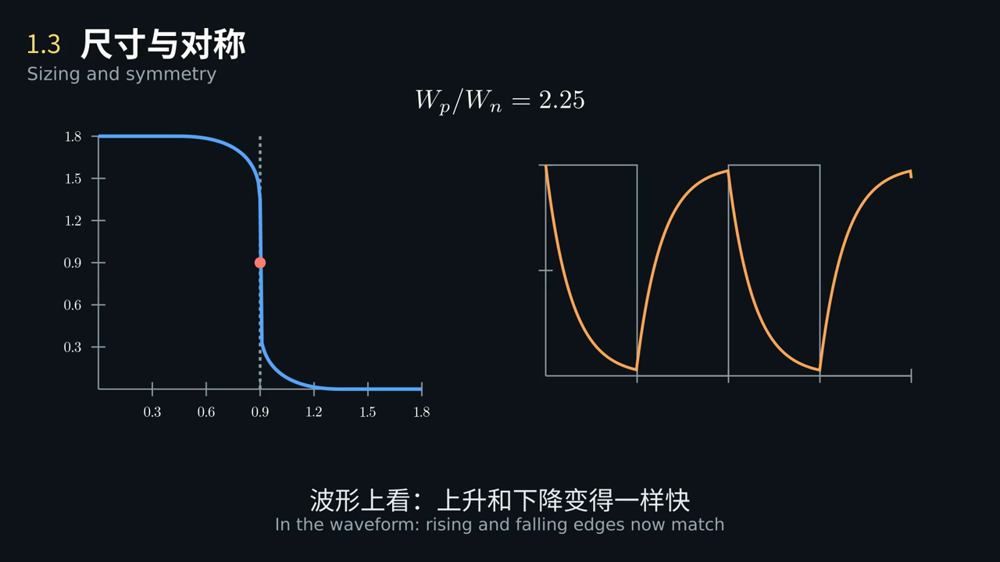 1.3 尺寸与对称
Sizing and symmetry
W_p/W_n = 2.25
1.8
1.5
1.2
0.9
0.6
0.3
0.3 0.6 0.9 1.2 1.5 1.8
波形上看：上升和下降变得一样快
In the waveform: rising and falling edges now match